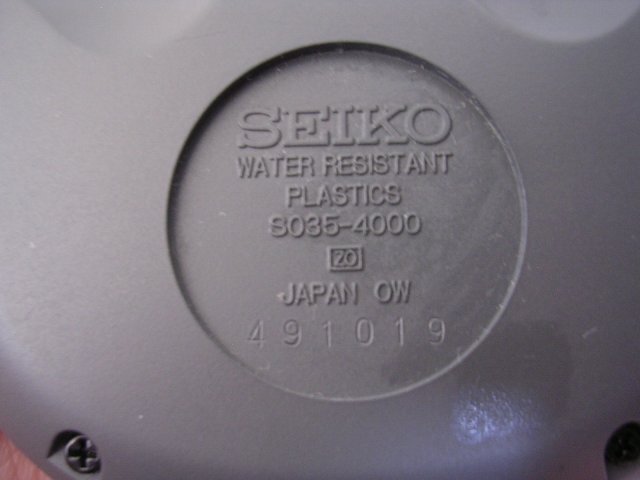 SEIKO
WATER RESISTANT
PLASTICS
S035-4000
20
JAPAN OW
491019